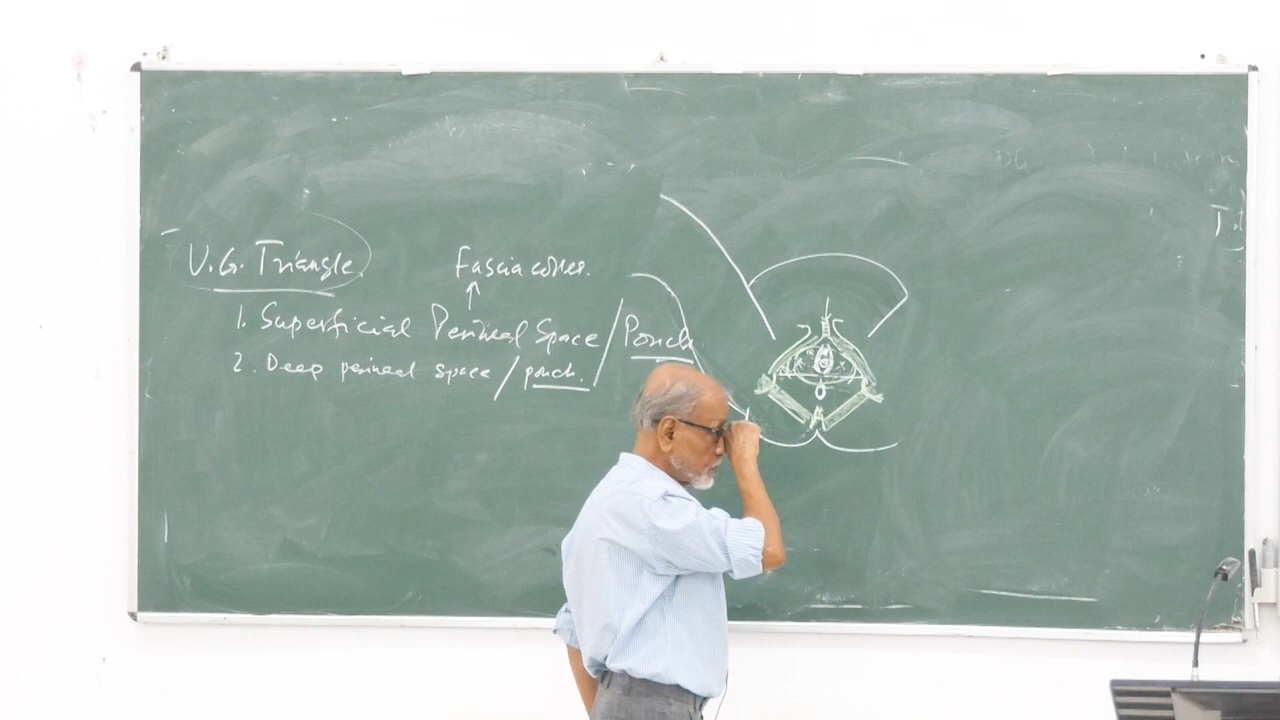 U.G. Triangle
Fascia colles.
↑
1. Superficial Perineal Space / Pouch
2. Deep perineal space / pouch.